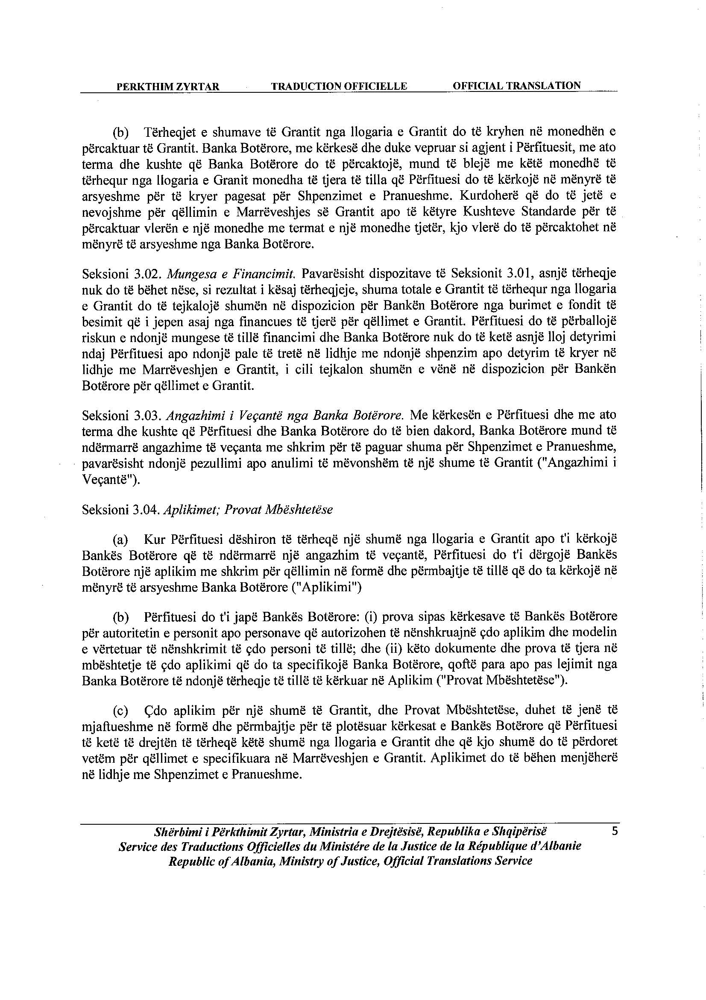 PERKTHIM ZYRTAR TRADUCTION OFFICIELLE OFFICIAL TRANSLATION
(b) Tërheqjet e shumave të Grantit nga llogaria e Grantit do të kryhen në monedhën e
përcaktuar të Grantit. Banka Botërore, me kërkesë dhe duke vepruar si agjent i Përfituesit, me ato
terma dhe kushte që Banka Botërore do të përcaktojë, mund të blejë me këtë monedhë të
tërhequr nga llogaria e Granit monedha të tjera të tilla që Përfituesi do të kërkojë në mënyrë të
arsyeshme për të kryer pagesat për Shpenzimet e Pranueshme. Kurdoherë që do të jetë e
nevojshme për qëllimin e Marrëveshjes së Grantit apo të këtyre Kushteve Standarde për të
përcaktuar vlerën e një monedhe me termat e një monedhe tjetër, kjo vlerë do të përcaktohet në
mënyrë të arsyeshme nga Banka Botërore.
Seksioni 3.02. Mungesa e Financimit. Pavarësisht dispozitave të Seksionit 3.01, asnjë tërheqje
nuk do të bëhet nëse, si rezultat i kësaj tërheqjeje, shuma totale e Grantit të tërhequr nga llogaria
e Grantit do të tejkalojë shumën në dispozicion për Bankën Botërore nga burimet e fondit të
besimit që i jepen asaj nga financues të tjerë për qëllimet e Grantit. Përfituesi do të përballojë
riskun e ndonjë mungese të tillë financimi dhe Banka Botërore nuk do të ketë asnjë lloj detyrimi
ndaj Përfituesi apo ndonjë pale të tretë në lidhje me ndonjë shpenzim apo detyrim të kryer në
lidhje me Marrëveshjen e Grantit, i cili tejkalon shumën e vënë në dispozicion për Bankën
Botërore për qëllimet e Grantit.
Seksioni 3.03. Angazhimi i Veçantë nga Banka Botërore. Me kërkesën e Përfituesi dhe me ato
terma dhe kushte që Përfituesi dhe Banka Botërore do të bien dakord, Banka Botërore mund të
ndërmarrë angazhime të veçanta me shkrim për të paguar shuma për Shpenzimet e Pranueshme,
pavarësisht ndonjë pezullimi apo anulimi të mëvonshëm të një shume të Grantit ("Angazhimi i
Veçantë").
Seksioni 3.04. Aplikimet; Provat Mbështetëse
(a) Kur Përfituesi dëshiron të tërheqë një shumë nga llogaria e Grantit apo t'i kërkojë
Bankës Botërore që të ndërmarrë një angazhim të veçantë, Përfituesi do t'i dërgojë Bankës
Botërore një aplikim me shkrim për qëllimin në formë dhe përmbajtje të tillë që do ta kërkojë në
mënyrë të arsyeshme Banka Botërore ("Aplikimi")
(b) Përfituesi do t'i japë Bankës Botërore: (i) prova sipas kërkesave të Bankës Botërore
për autoritetin e personit apo personave që autorizohen të nënshkruajnë çdo aplikim dhe modelin
e vërtetuar të nënshkrimit të çdo personi të tillë; dhe (ii) këto dokumente dhe prova të tjera në
mbështetje të çdo aplikimi që do ta specifikojë Banka Botërore, qoftë para apo pas lejimit nga
Banka Botërore të ndonjë tërheqje të tillë të kërkuar në Aplikim ("Provat Mbështetëse").
(c) Çdo aplikim për një shumë të Grantit, dhe Provat Mbështetëse, duhet të jenë të
mjaftueshme në formë dhe përmbajtje për të plotësuar kërkesat e Bankës Botërore që Përfituesi
të ketë të drejtën të tërheqë këtë shumë nga llogaria e Grantit dhe që kjo shumë do të përdoret
vetëm për qëllimet e specifikuara në Marrëveshjen e Grantit. Aplikimet do të bëhen menjëherë
në lidhje me Shpenzimet e Pranueshme.
Shërbimi i Përkthimit Zyrtar, Ministria e Drejtësisë, Republika e Shqipërisë 5
Service des Traductions Officielles du Ministére de la Justice de la République d'Albanie
Republic of Albania, Ministry of Justice, Official Translations Service